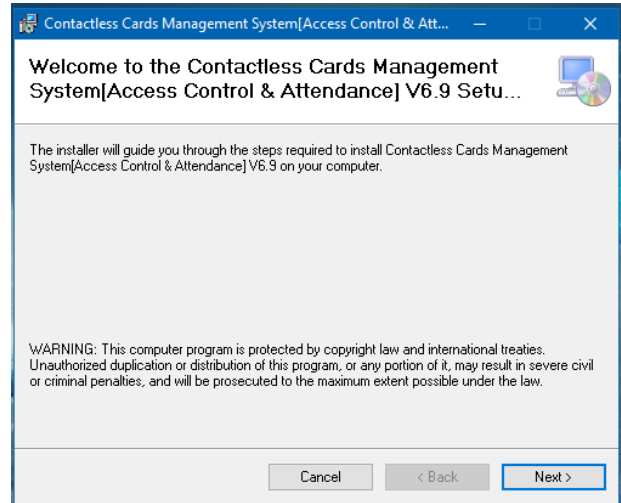 Contactless Cards Management System[Access Control & Att...
Welcome to the Contactless Cards Management
System[Access Control & Attendance] V6.9 Setu...
The installer will guide you through the steps required to install Contactless Cards Management
System[Access Control & Attendance] V6.9 on your computer.
WARNING: This computer program is protected by copyright law and international treaties.
Unauthorized duplication or distribution of this program, or any portion of it, may result in severe civil
or criminal penalties, and will be prosecuted to the maximum extent possible under the law.
Cancel < Back Next >